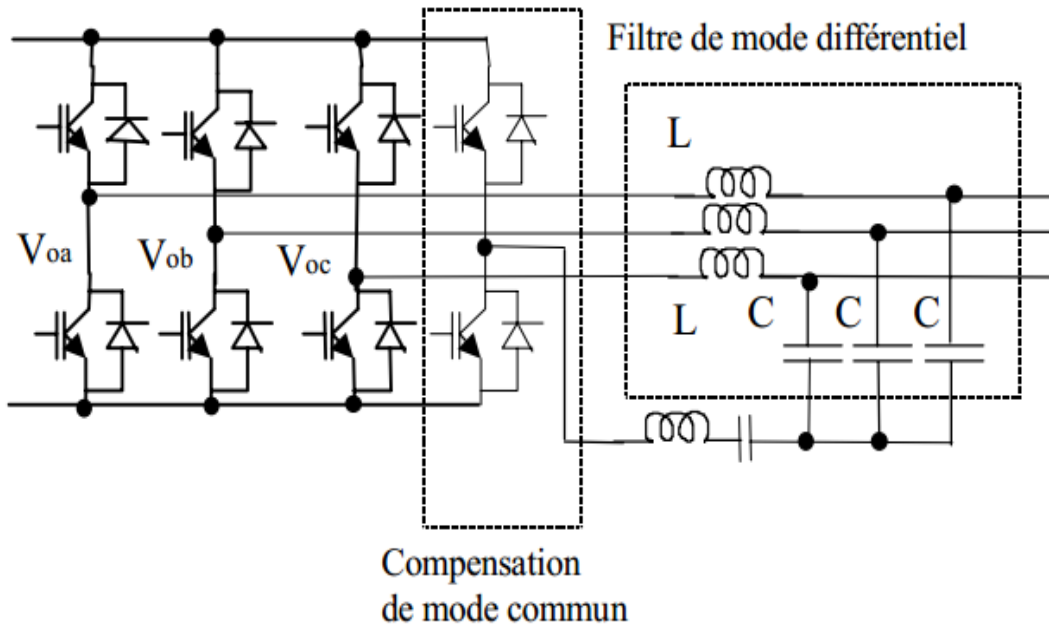 Filtre de mode différentiel
L
Voa
Vob
Voc
L
C
C
C
Compensation
de mode commun